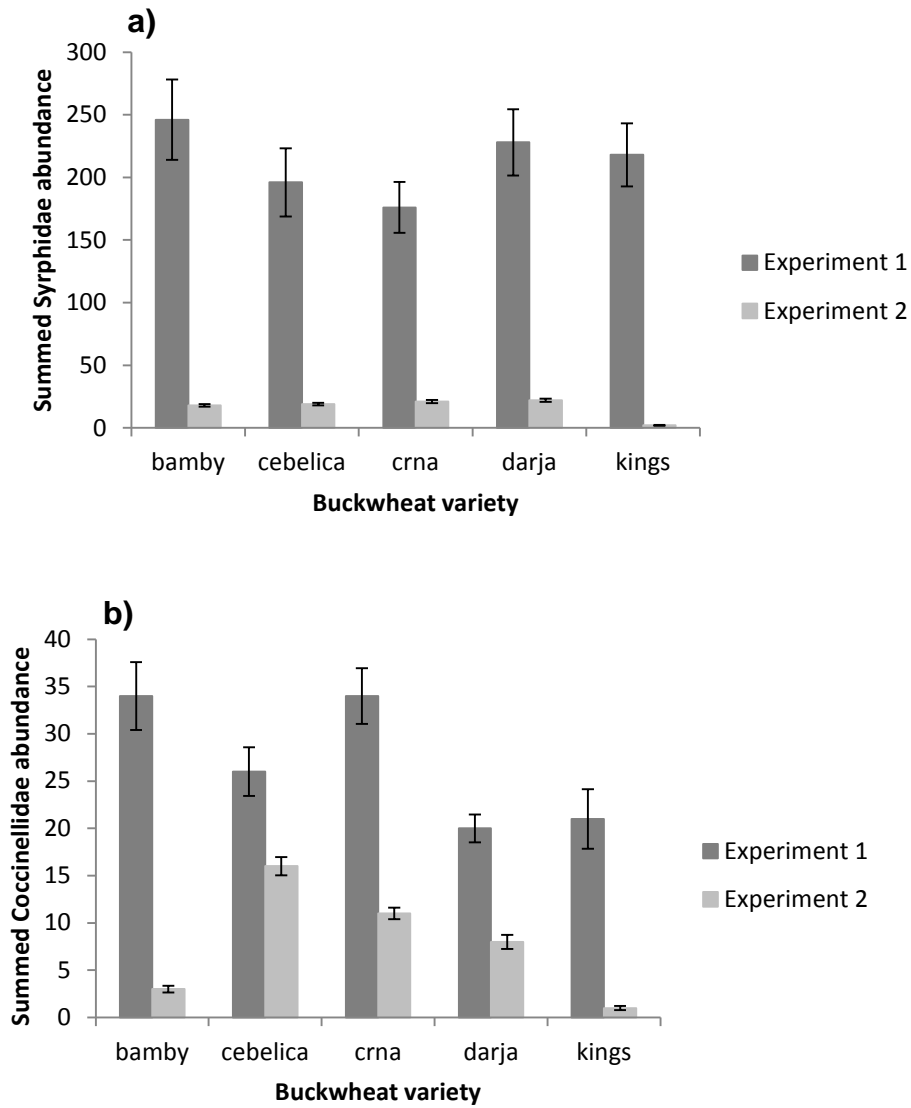 a)
Summed Syrphidae abundance
300
250
200
150
100
50
0
bamby cebelica crna darja kings
Buckwheat variety
Experiment 1
Experiment 2
b)
Summed Coccinellidae abundance
40
35
30
25
20
15
10
5
0
bamby cebelica crna darja kings
Buckwheat variety
Experiment 1
Experiment 2